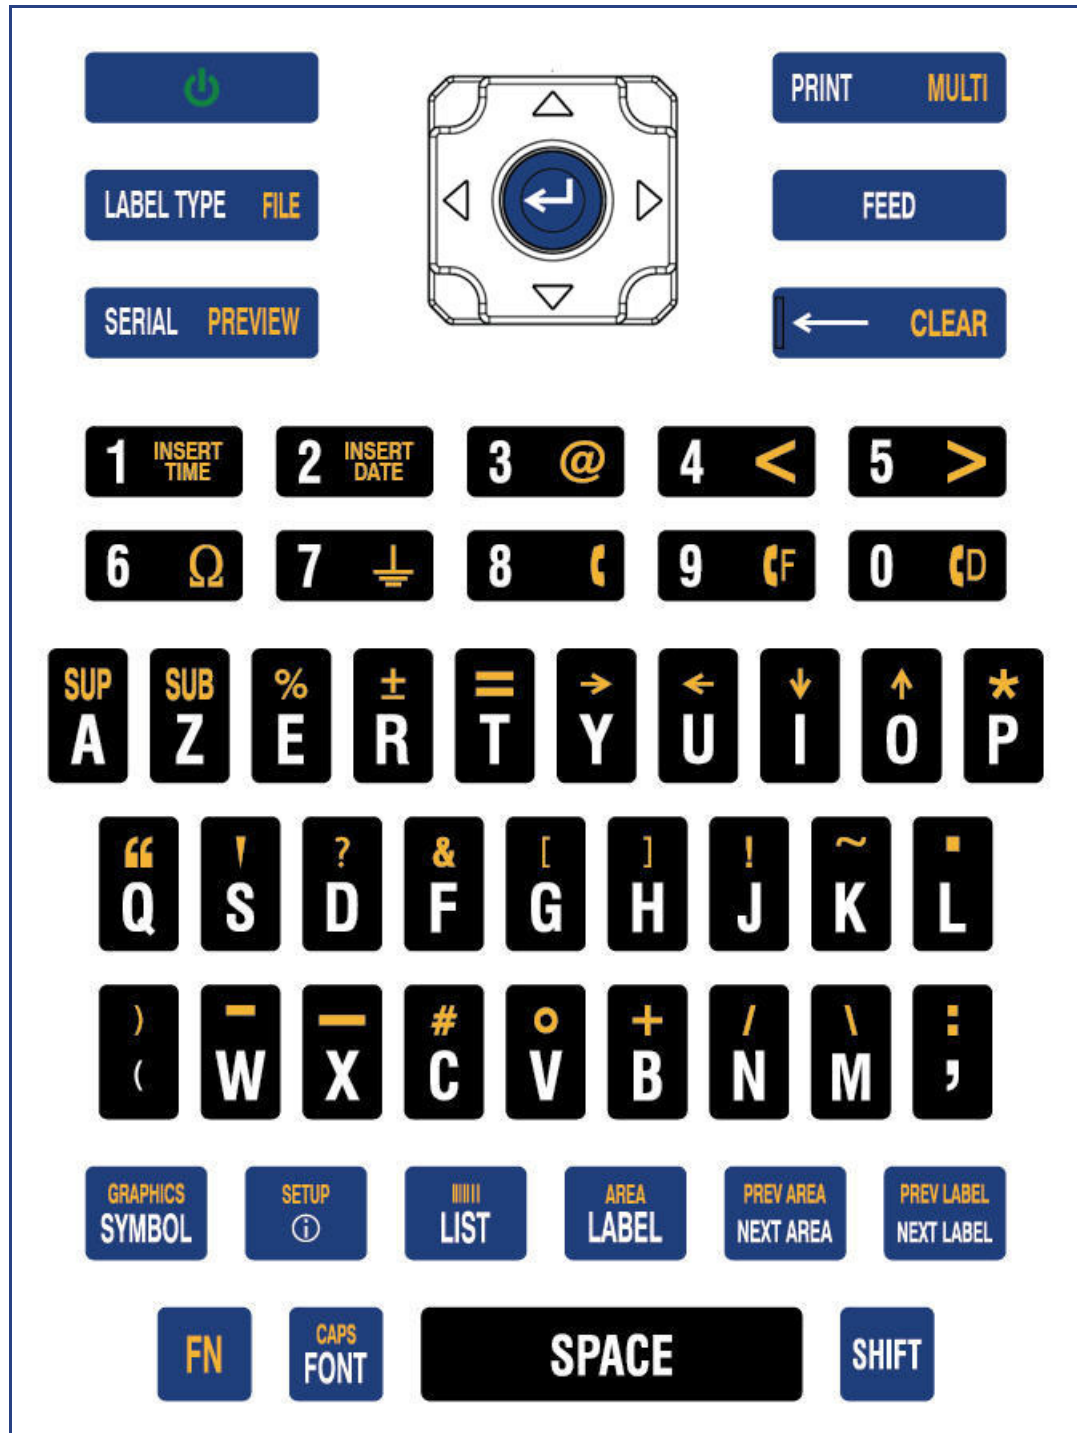 PRINT MULTI
LABEL TYPE FILE
FEED
SERIAL PREVIEW
← CLEAR
1 INSERT TIME 2 INSERT DATE 3 @ 4 < 5 >
6 Ω 7 ⏚ 8 9 F 0 D
SUP SUB % ± = → ← ↓ ↑ *
A Z E R T Y U I O P
“ ' ? & [ ] ! ~ .
Q S D F G H J K L
) - — # ° + / \ :
( W X C V B N M ,
GRAPHICS SETUP AREA PREV AREA PREV LABEL
SYMBOL ⓘ LIST LABEL NEXT AREA NEXT LABEL
CAPS
FN FONT SPACE SHIFT